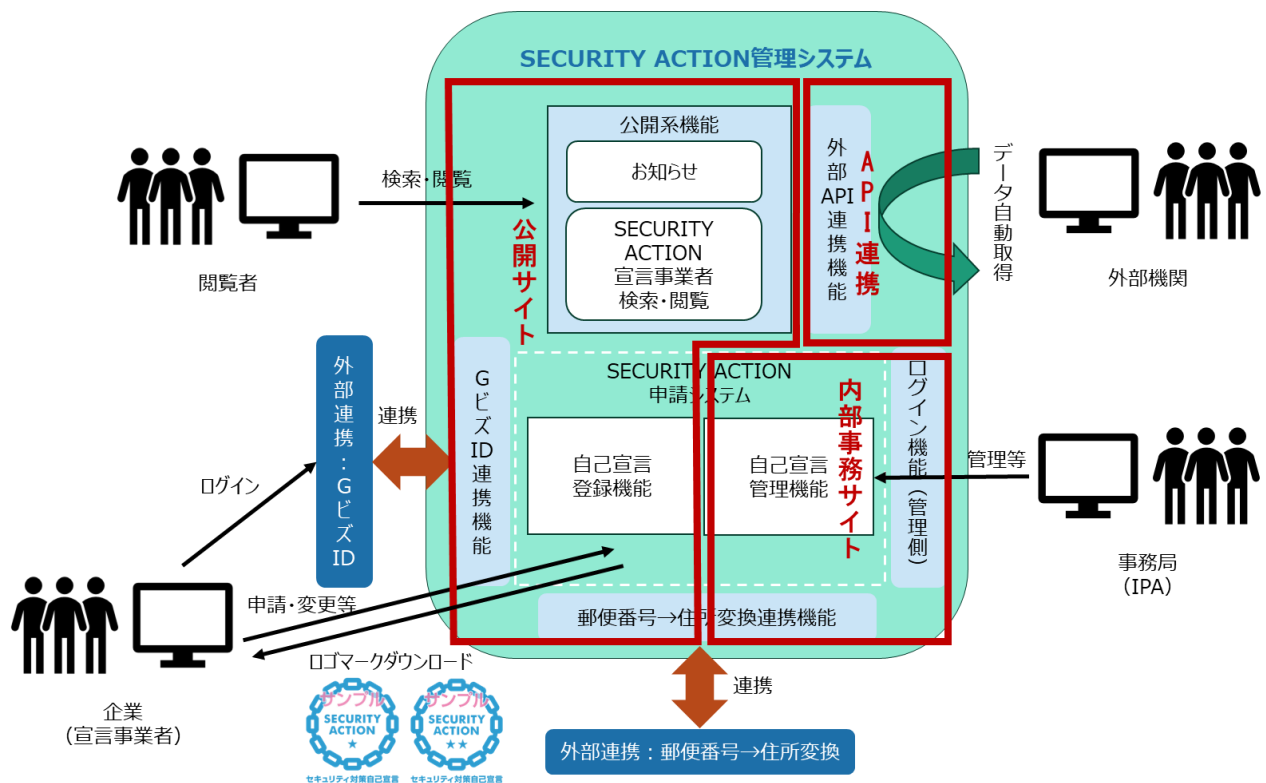 SECURITY ACTION管理システム
公開系機能
お知らせ
SECURITY
ACTION
宣言事業者
検索・閲覧
公開サイト
検索・閲覧
閲覧者
外部API連携機能
API連携
データ自動取得
外部機関
外部連携：GビズID
連携
GビズID連携機能
SECURITY ACTION
申請システム
自己宣言
登録機能
自己宣言
管理機能
内部事務サイト
ログイン機能（管理側）
管理等
事務局
（IPA）
ログイン
申請・変更等
郵便番号→住所変換連携機能
ロゴマークダウンロード
企業
（宣言事業者）
サンプル
SECURITY
ACTION
★
セキュリティ対策自己宣言
サンプル
SECURITY
ACTION
★★
セキュリティ対策自己宣言
連携
外部連携：郵便番号→住所変換